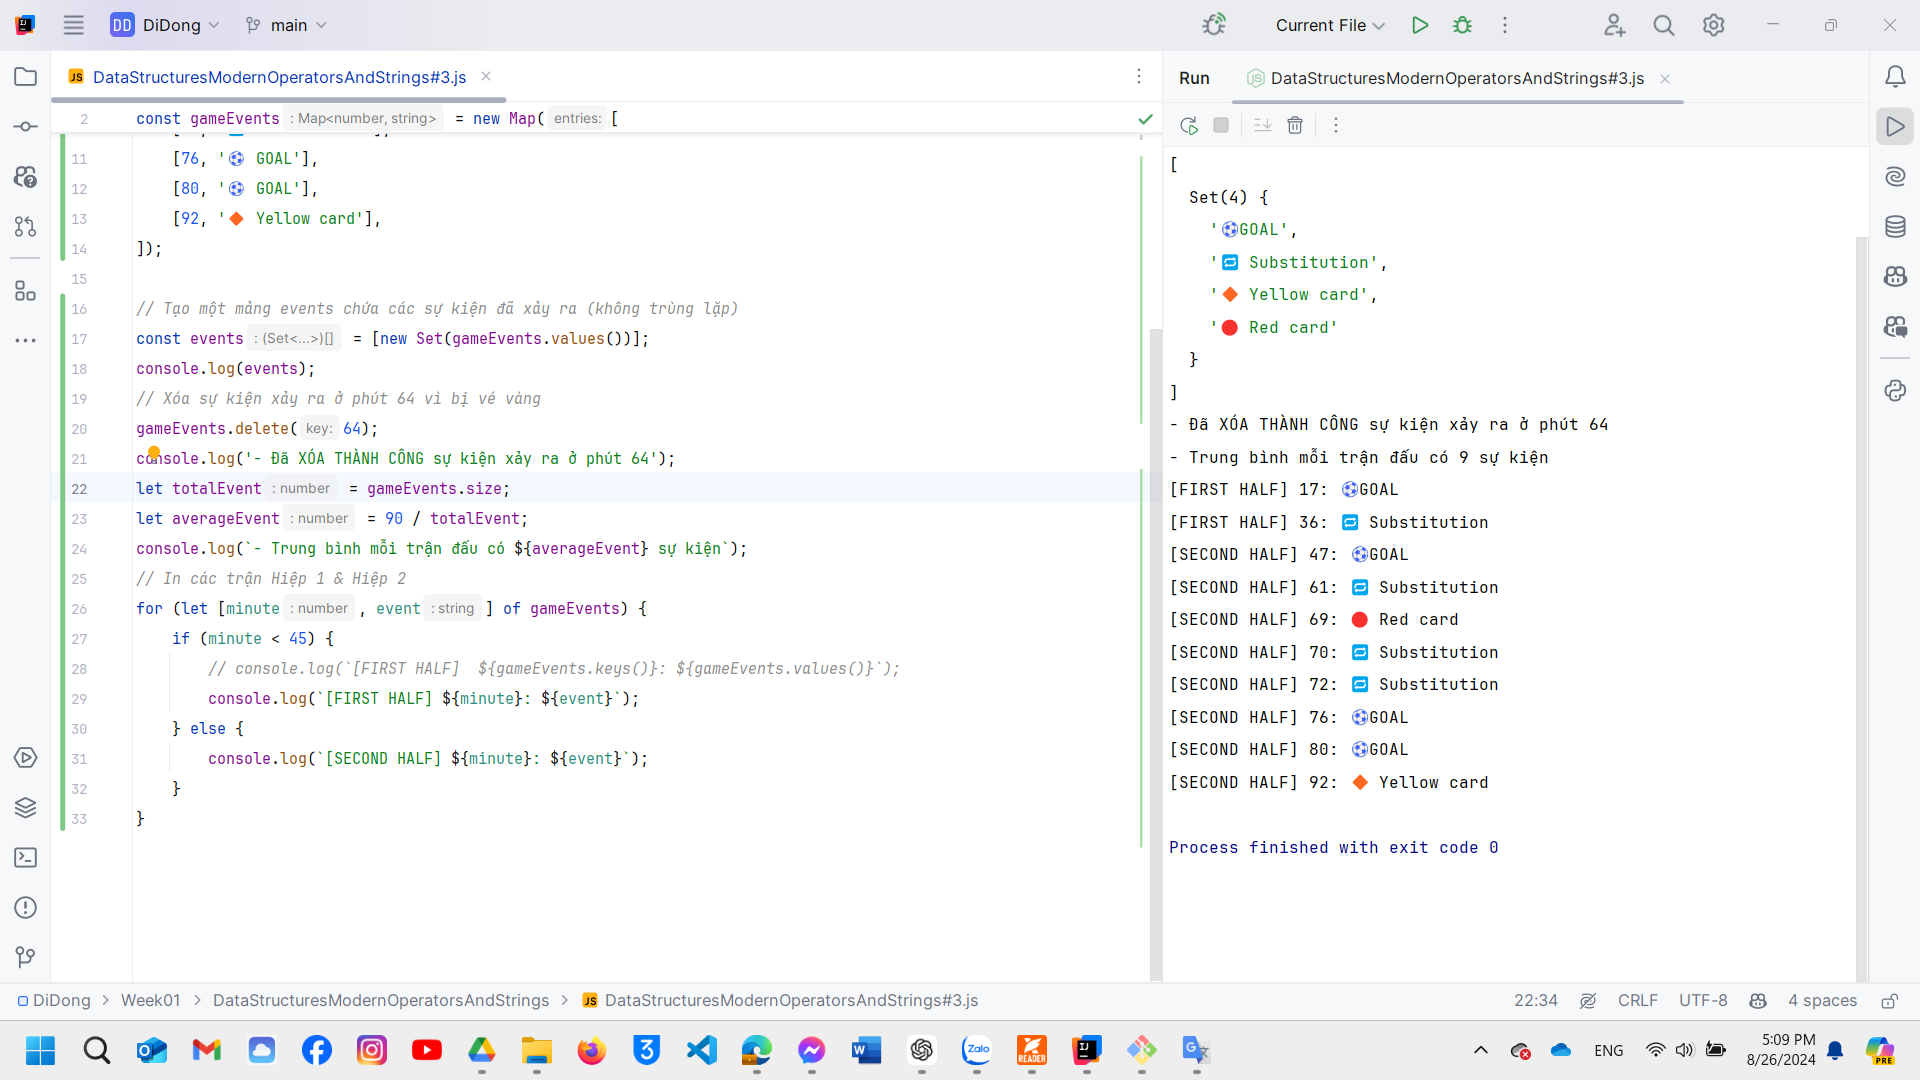 DD DiDong main Current File
JS DataStructuresModernOperatorsAndStrings#3.js
Run DataStructuresModernOperatorsAndStrings#3.js
2 const gameEvents : Map<number, string> = new Map( entries: [
11 [76, '⚽ GOAL'],
12 [80, '⚽ GOAL'],
13 [92, '🔶 Yellow card'],
14 ]);
15
16 // Tạo một mảng events chứa các sự kiện đã xảy ra (không trùng lặp)
17 const events : (Set<...>)[] = [new Set(gameEvents.values())];
18 console.log(events);
19 // Xóa sự kiện xảy ra ở phút 64 vì bị vé vàng
20 gameEvents.delete( key: 64);
21 console.log('- Đã XÓA THÀNH CÔNG sự kiện xảy ra ở phút 64');
22 let totalEvent : number = gameEvents.size;
23 let averageEvent : number = 90 / totalEvent;
24 console.log(`- Trung bình mỗi trận đấu có ${averageEvent} sự kiện`);
25 // In các trận Hiệp 1 & Hiệp 2
26 for (let [minute : number , event : string ] of gameEvents) {
27 if (minute < 45) {
28 // console.log(`[FIRST HALF]  ${gameEvents.keys()}: ${gameEvents.values()}`);
29 console.log(`[FIRST HALF] ${minute}: ${event}`);
30 } else {
31 console.log(`[SECOND HALF] ${minute}: ${event}`);
32 }
33 }
[
Set(4) {
'⚽GOAL',
'🔁 Substitution',
'🔶 Yellow card',
'🔴 Red card'
}
]
- Đã XÓA THÀNH CÔNG sự kiện xảy ra ở phút 64
- Trung bình mỗi trận đấu có 9 sự kiện
[FIRST HALF] 17: ⚽GOAL
[FIRST HALF] 36: 🔁 Substitution
[SECOND HALF] 47: ⚽GOAL
[SECOND HALF] 61: 🔁 Substitution
[SECOND HALF] 69: 🔴 Red card
[SECOND HALF] 70: 🔁 Substitution
[SECOND HALF] 72: 🔁 Substitution
[SECOND HALF] 76: ⚽GOAL
[SECOND HALF] 80: ⚽GOAL
[SECOND HALF] 92: 🔶 Yellow card
Process finished with exit code 0
DiDong > Week01 > DataStructuresModernOperatorsAndStrings > JS DataStructuresModernOperatorsAndStrings#3.js
22:34 CRLF UTF-8 4 spaces
Zalo READER ENG PRE
5:09 PM
8/26/2024